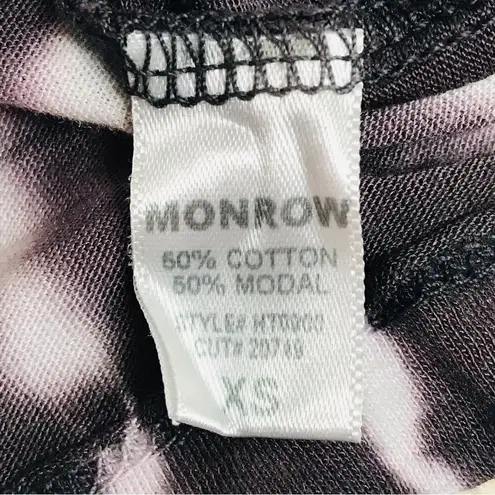 MONROW
50% COTTON
50% MODAL
STYLE#
CUT#
XS